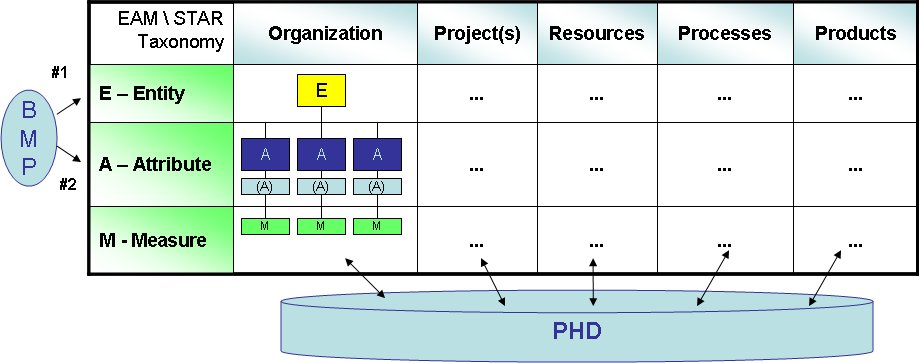 EAM \ STAR
Taxonomy
Organization
Project(s)
Resources
Processes
Products
#1
B
M
P
#2
E – Entity
E
...
...
...
...
A – Attribute
A
A
A
(A)
(A)
(A)
...
...
...
...
M - Measure
M
M
M
...
...
...
...
PHD